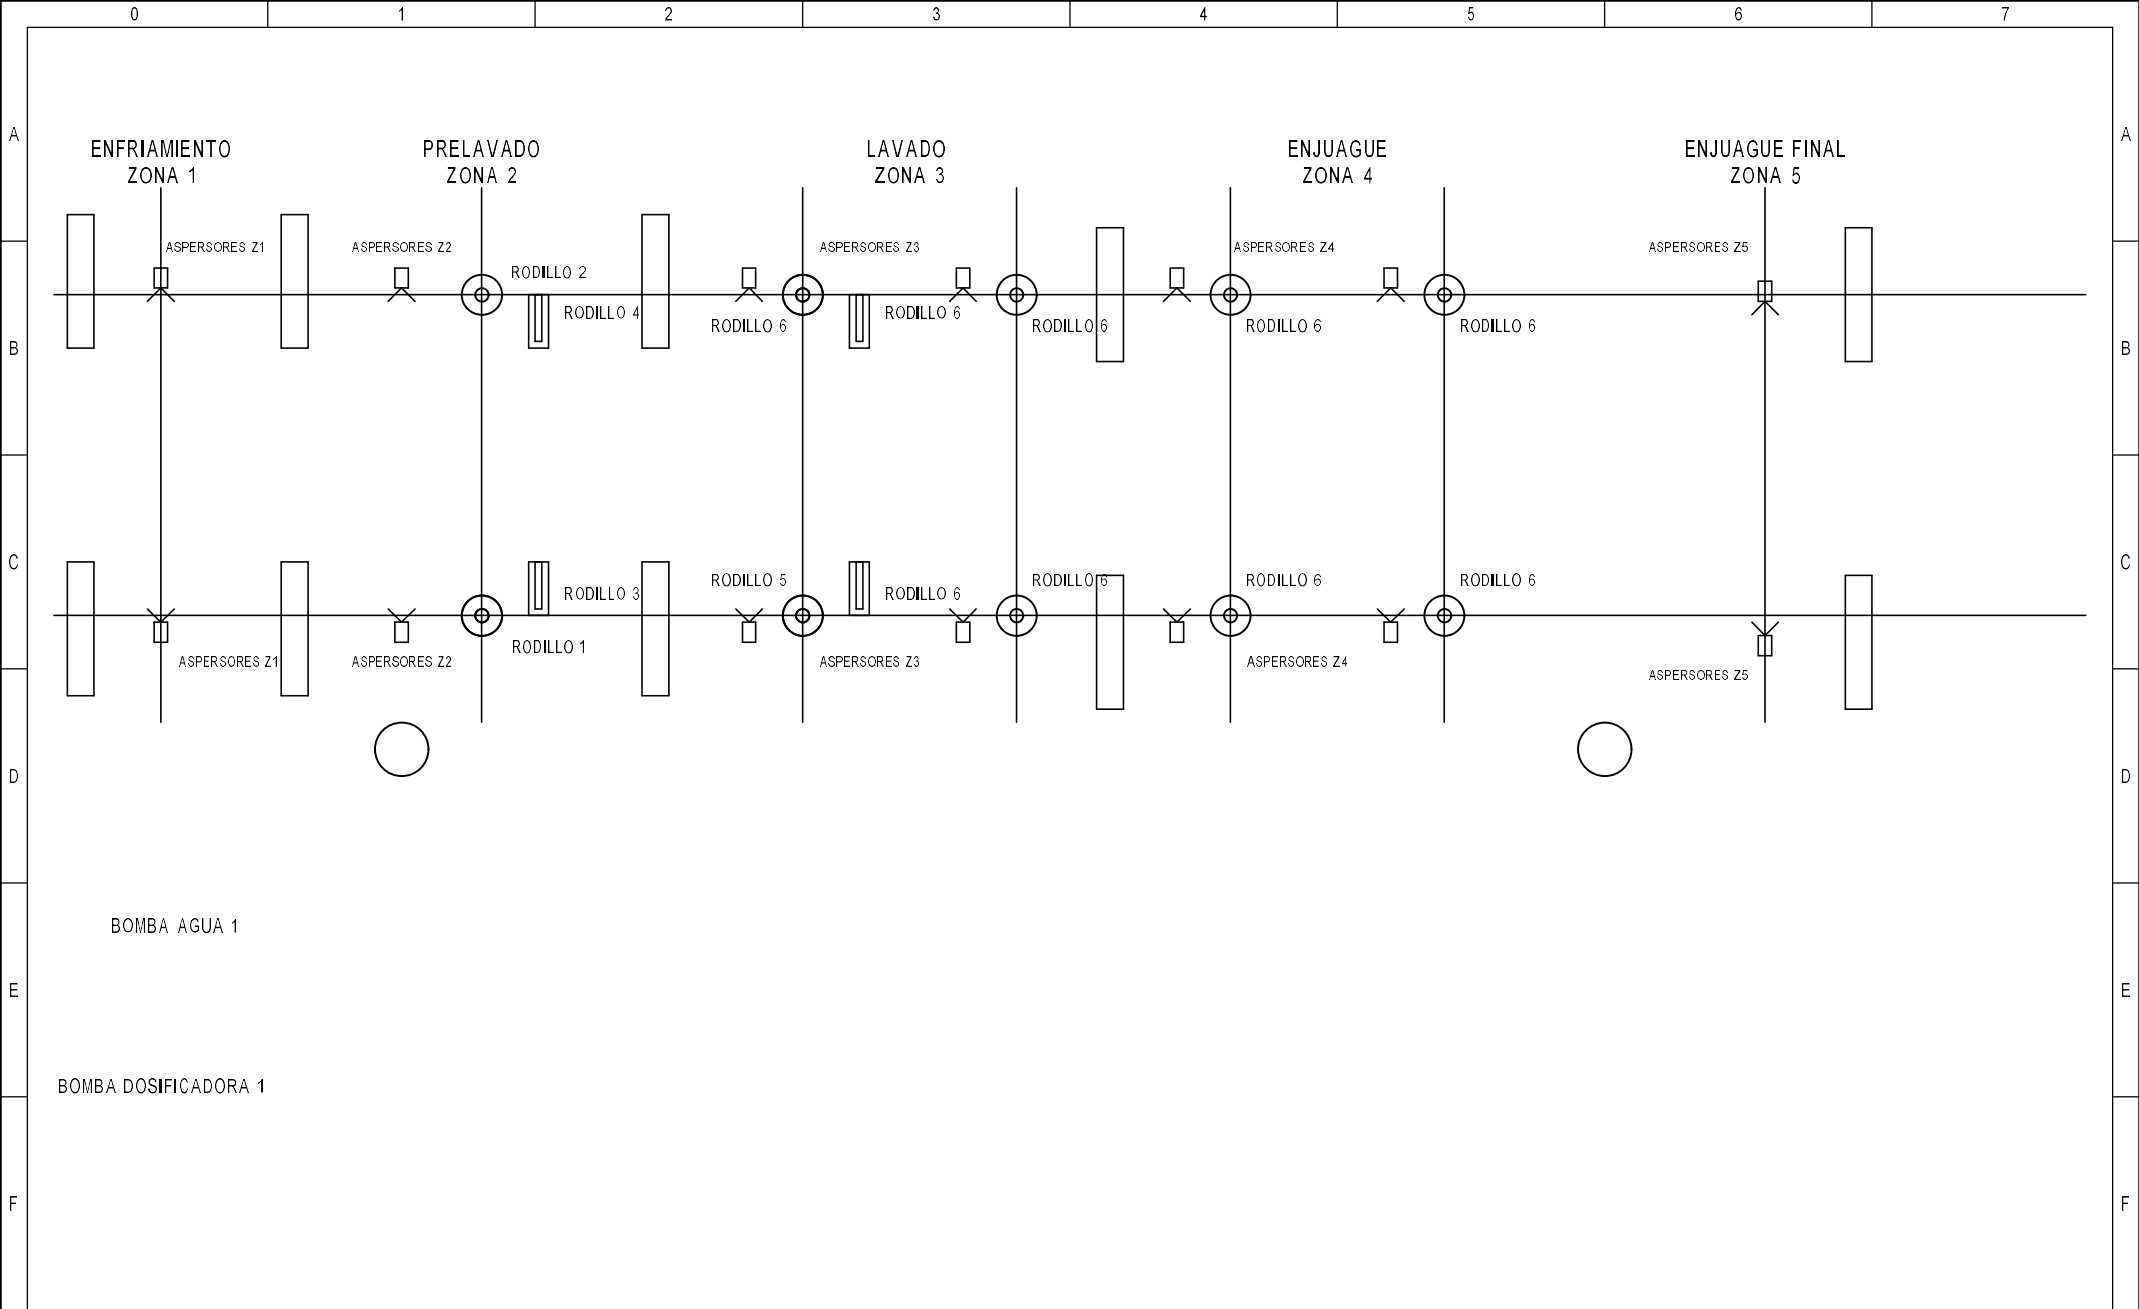 0 1 2 3 4 5 6 7
A A
ENFRIAMIENTO
ZONA 1
PRELAVADO
ZONA 2
LAVADO
ZONA 3
ENJUAGUE
ZONA 4
ENJUAGUE FINAL
ZONA 5
ASPERSORES Z1 ASPERSORES Z2 ASPERSORES Z3 ASPERSORES Z4 ASPERSORES Z5
RODILLO 2
RODILLO 4 RODILLO 6
RODILLO 6 RODILLO 6 RODILLO 6 RODILLO 6
B B
C C
RODILLO 5 RODILLO 6 RODILLO 6 RODILLO 6
RODILLO 3 RODILLO 6
RODILLO 1
ASPERSORES Z1 ASPERSORES Z2 ASPERSORES Z3 ASPERSORES Z4
ASPERSORES Z5
D D
BOMBA AGUA 1
E E
BOMBA DOSIFICADORA 1
F F